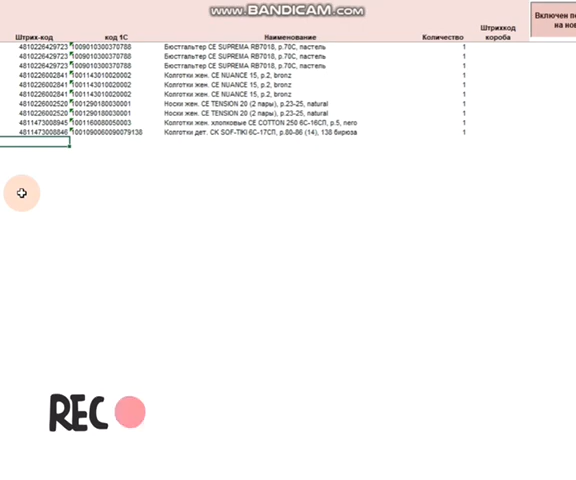 www.BANDICAM.com
Включен
на нов
Штрихкод
Штрих-код код 1С Наименование Количество короба
4810226429723 1009010300370788 Бюстгальтер CE SUPREMA RB7018, р.70C, пастель 1
4810226429723 1009010300370788 Бюстгальтер CE SUPREMA RB7018, р.70C, пастель 1
4810226429723 1009010300370788 Бюстгальтер CE SUPREMA RB7018, р.70C, пастель 1
4810226002841 1001143010020002 Колготки жен. CE NUANCE 15, р.2, bronz 1
4810226002841 1001143010020002 Колготки жен. CE NUANCE 15, р.2, bronz 1
4810226002841 1001143010020002 Колготки жен. CE NUANCE 15, р.2, bronz 1
4810226002520 1001290180030001 Носки жен. CE TENSION 20 (2 пары), р.23-25, natural 1
4810226002520 1001290180030001 Носки жен. CE TENSION 20 (2 пары), р.23-25, natural 1
4811473008945 1001160080050003 Колготки жен. хлопковые CE COTTON 250 6С-16СП, р.5, nero 1
4811473008846 1001090060090079138 Колготки дет. СК SOF-TIKI 6С-17СП, р.80-86 (14), 138 бирюза 1
REC